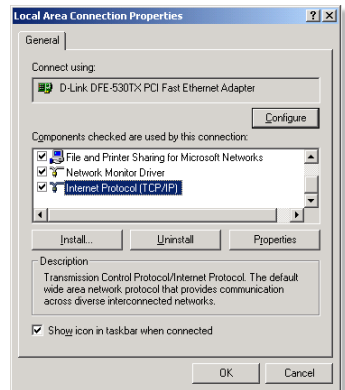 Local Area Connection Properties
General
Connect using:
D-Link DFE-530TX PCI Fast Ethernet Adapter
Configure
Components checked are used by this connection:
File and Printer Sharing for Microsoft Networks
Network Monitor Driver
Internet Protocol (TCP/IP)
Install... Uninstall Properties
Description
Transmission Control Protocol/Internet Protocol. The default
wide area network protocol that provides communication
across diverse interconnected networks.
Show icon in taskbar when connected
OK Cancel